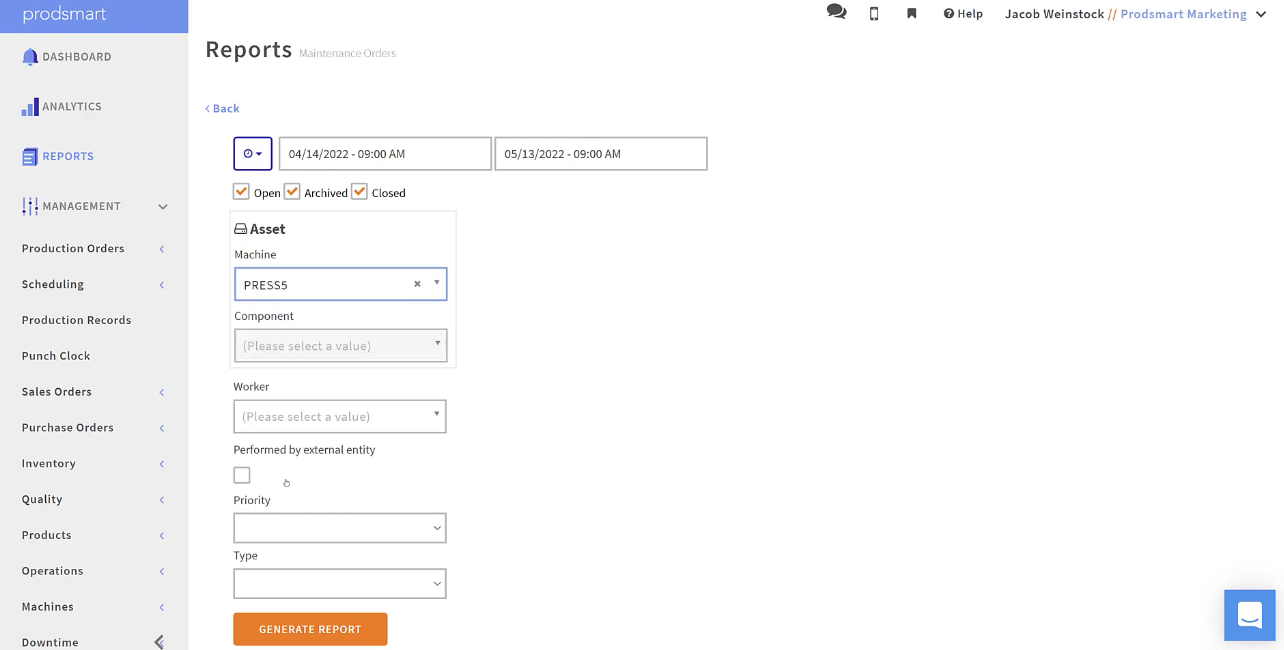 prodsmart
DASHBOARD
ANALYTICS
REPORTS
MANAGEMENT
Production Orders
Scheduling
Production Records
Punch Clock
Sales Orders
Purchase Orders
Inventory
Quality
Products
Operations
Machines
Downtime
Help
Jacob Weinstock // Prodsmart Marketing
Reports Maintenance Orders
< Back
04/14/2022 - 09:00 AM 05/13/2022 - 09:00 AM
Open Archived Closed
Asset
Machine
PRESS5
Component
(Please select a value)
Worker
(Please select a value)
Performed by external entity
Priority
Type
GENERATE REPORT